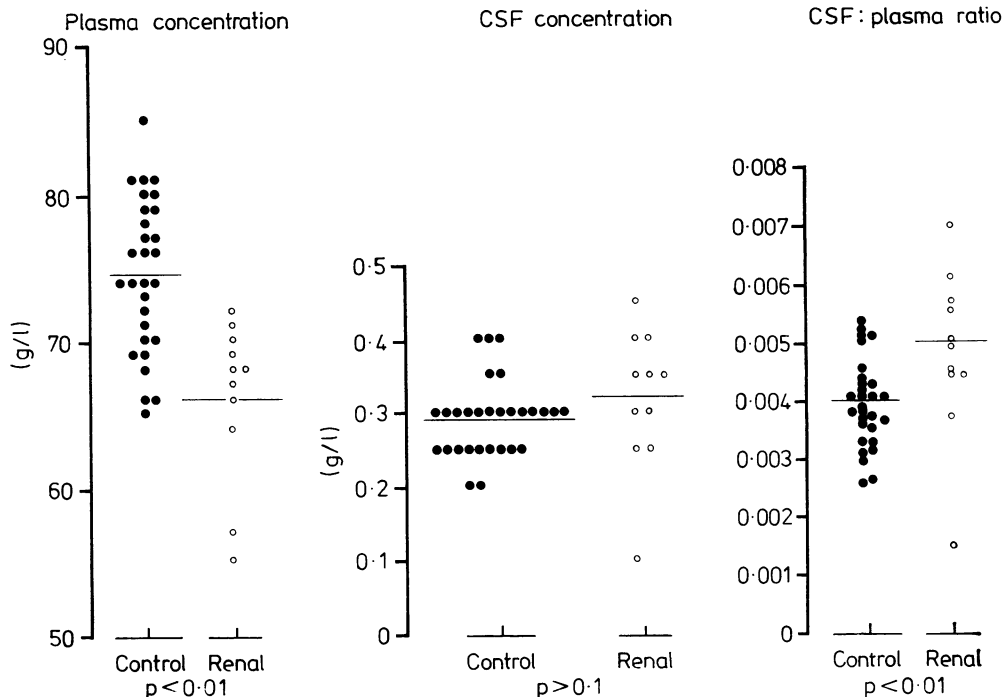 Plasma concentration
CSF concentration
CSF: plasma ratio
90
80
70
60
50
(g/l)
Control Renal
p<0·01
0·5
0·4
0·3
0·2
0·1
0
(g/l)
Control Renal
p>0·1
0·008
0·007
0·006
0·005
0·004
0·003
0·002
0·001
0
Control Renal
p<0·01